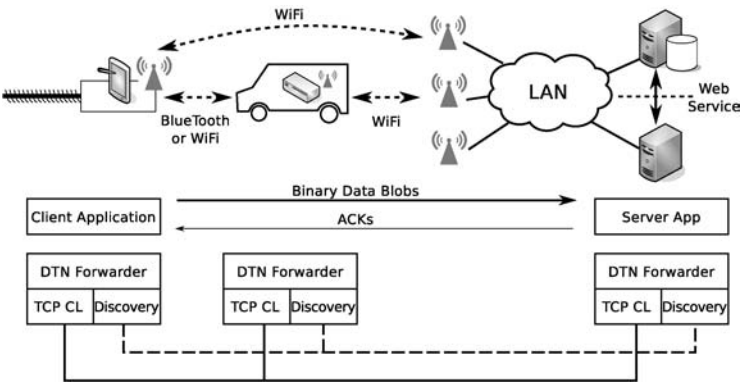 WiFi
LAN
Web
Service
BlueTooth
or WiFi
WiFi
Binary Data Blobs
Client Application
Server App
ACKs
DTN Forwarder
DTN Forwarder
DTN Forwarder
TCP CL Discovery
TCP CL Discovery
TCP CL Discovery